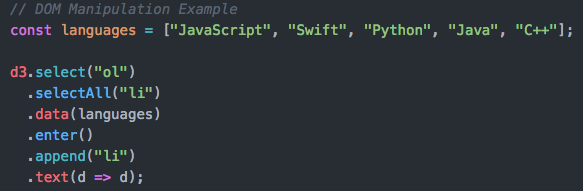 // DOM Manipulation Example
const languages = ["JavaScript", "Swift", "Python", "Java", "C++"];
d3.select("ol")
.selectAll("li")
.data(languages)
.enter()
.append("li")
.text(d => d);